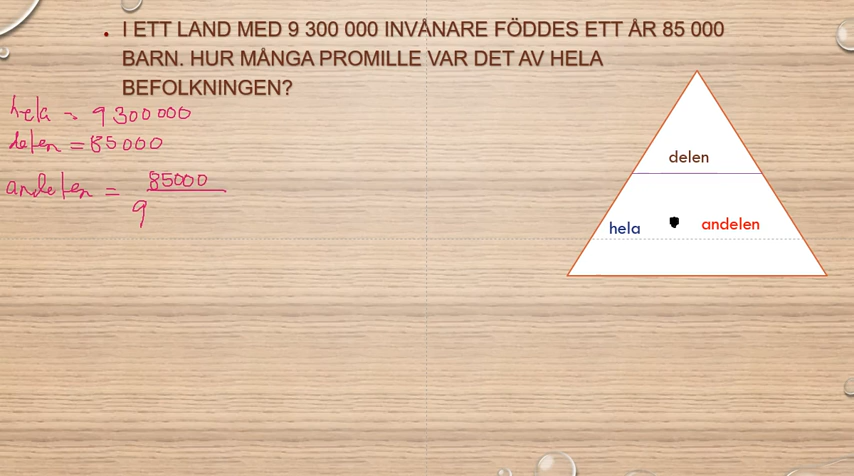 • I ETT LAND MED 9 300 000 INVÅNARE FÖDDES ETT ÅR 85 000
BARN. HUR MÅNGA PROMILLE VAR DET AV HELA
BEFOLKNINGEN?
hela = 9 300 000
delen = 85 000
andelen = 85000
9
delen
hela andelen